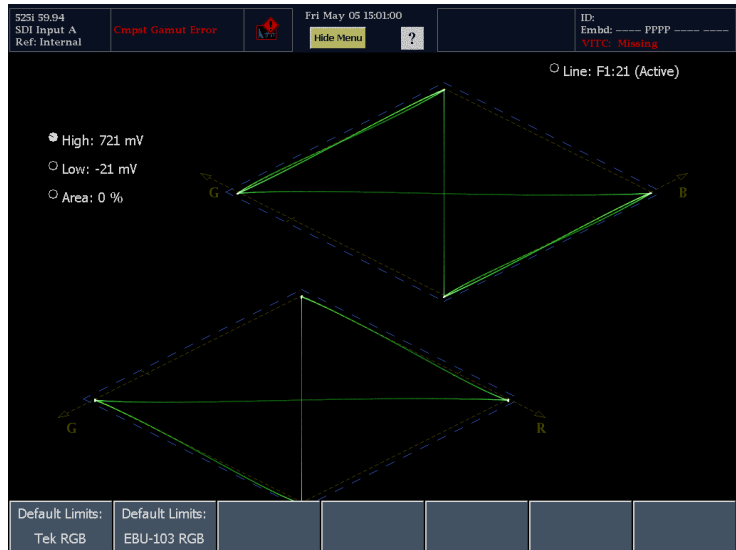 525i 59.94
SDI Input A
Ref: Internal
Cmpst Gamut Error
Fri May 05 15:01:00
Hide Menu
?
ID:
Embd: ---- PPPP ---- ----
VITC: Missing
Line: F1:21 (Active)
High: 721 mV
Low: -21 mV
Area: 0 %
G
B
G
R
Default Limits:
Tek RGB
Default Limits:
EBU-103 RGB